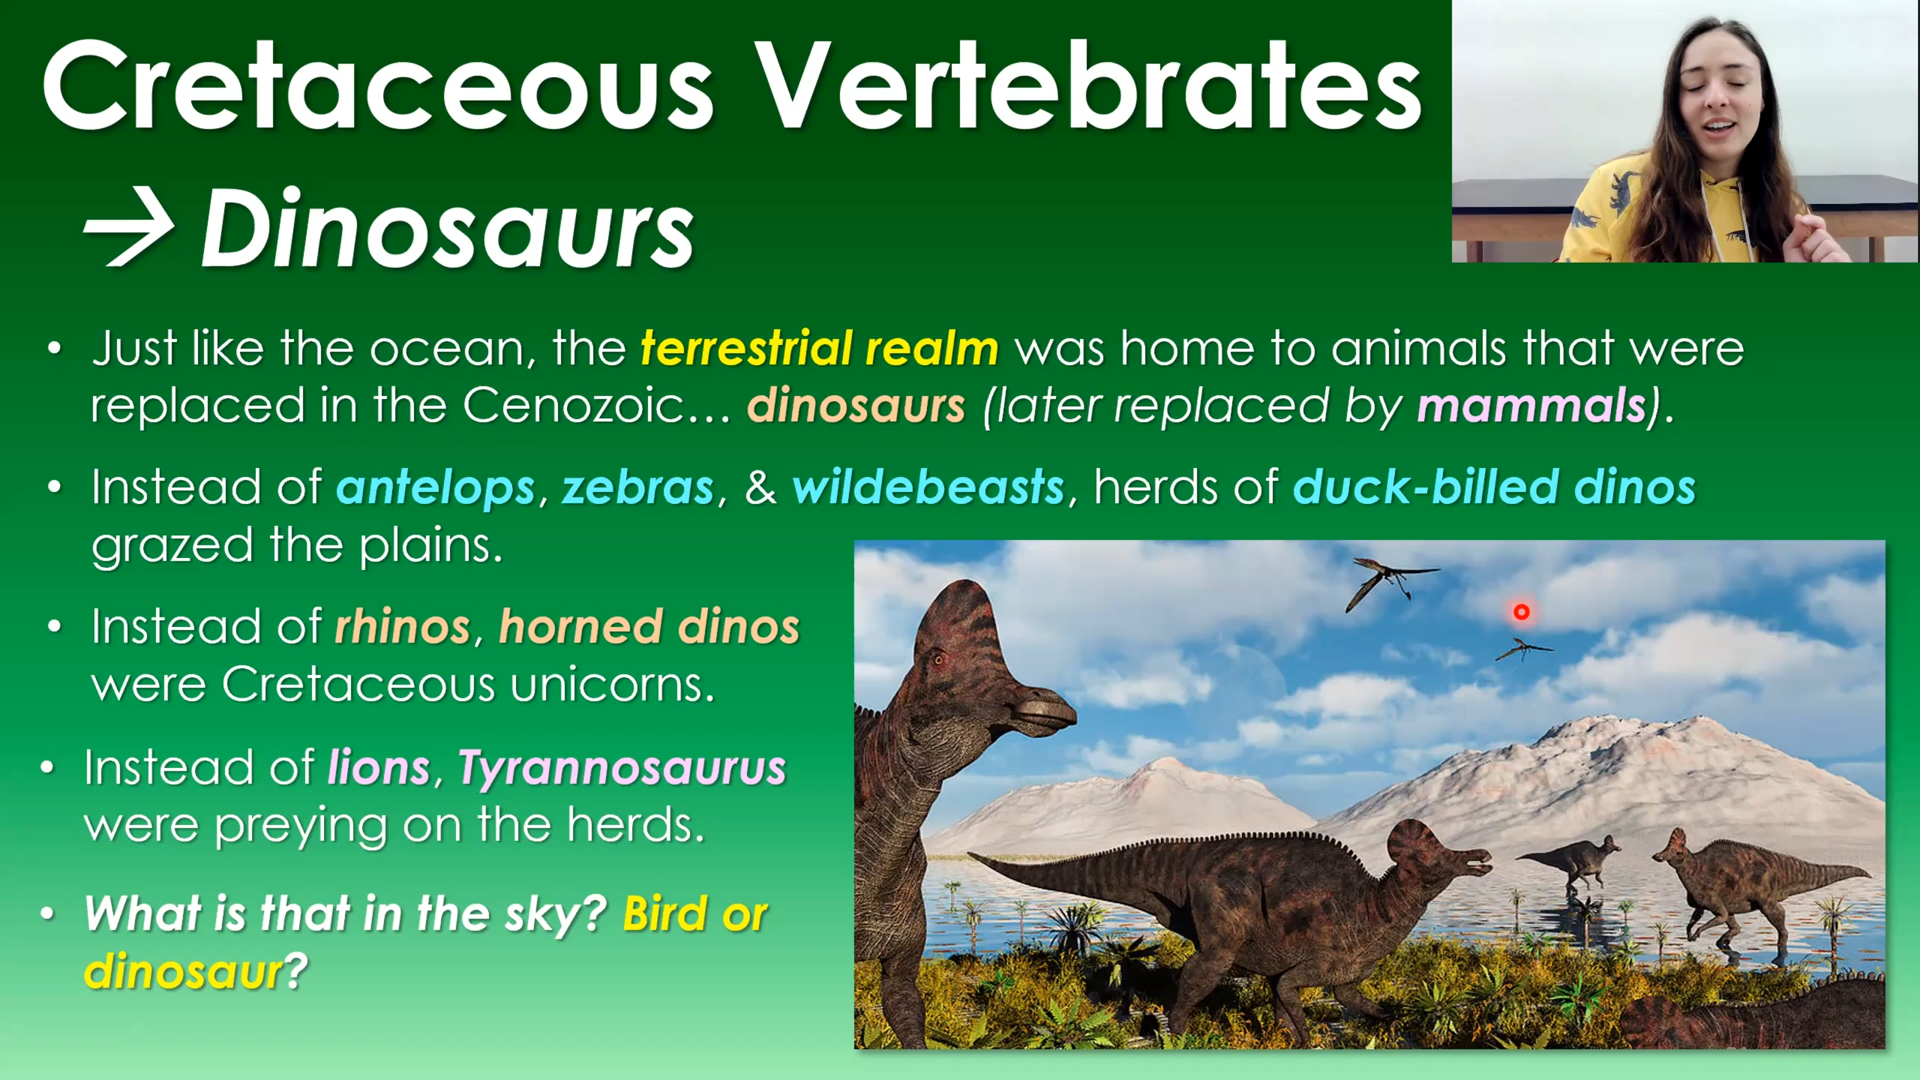 Cretaceous Vertebrates
→ Dinosaurs
• Just like the ocean, the terrestrial realm was home to animals that were
replaced in the Cenozoic… dinosaurs (later replaced by mammals).
• Instead of antelops, zebras, & wildebeasts, herds of duck-billed dinos
grazed the plains.
• Instead of rhinos, horned dinos
were Cretaceous unicorns.
• Instead of lions, Tyrannosaurus
were preying on the herds.
• What is that in the sky? Bird or
dinosaur?